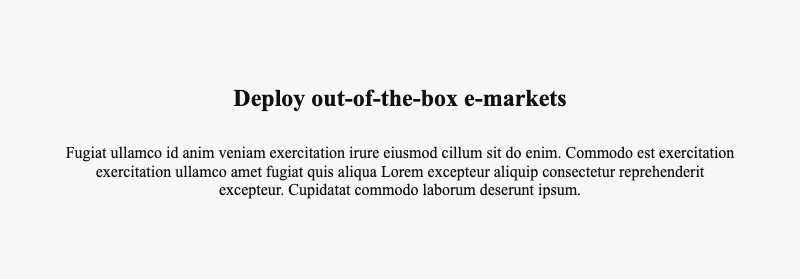 Deploy out-of-the-box e-markets
Fugiat ullamco id anim veniam exercitation irure eiusmod cillum sit do enim. Commodo est exercitation
exercitation ullamco amet fugiat quis aliqua Lorem excepteur aliquip consectetur reprehenderit
excepteur. Cupidatat commodo laborum deserunt ipsum.